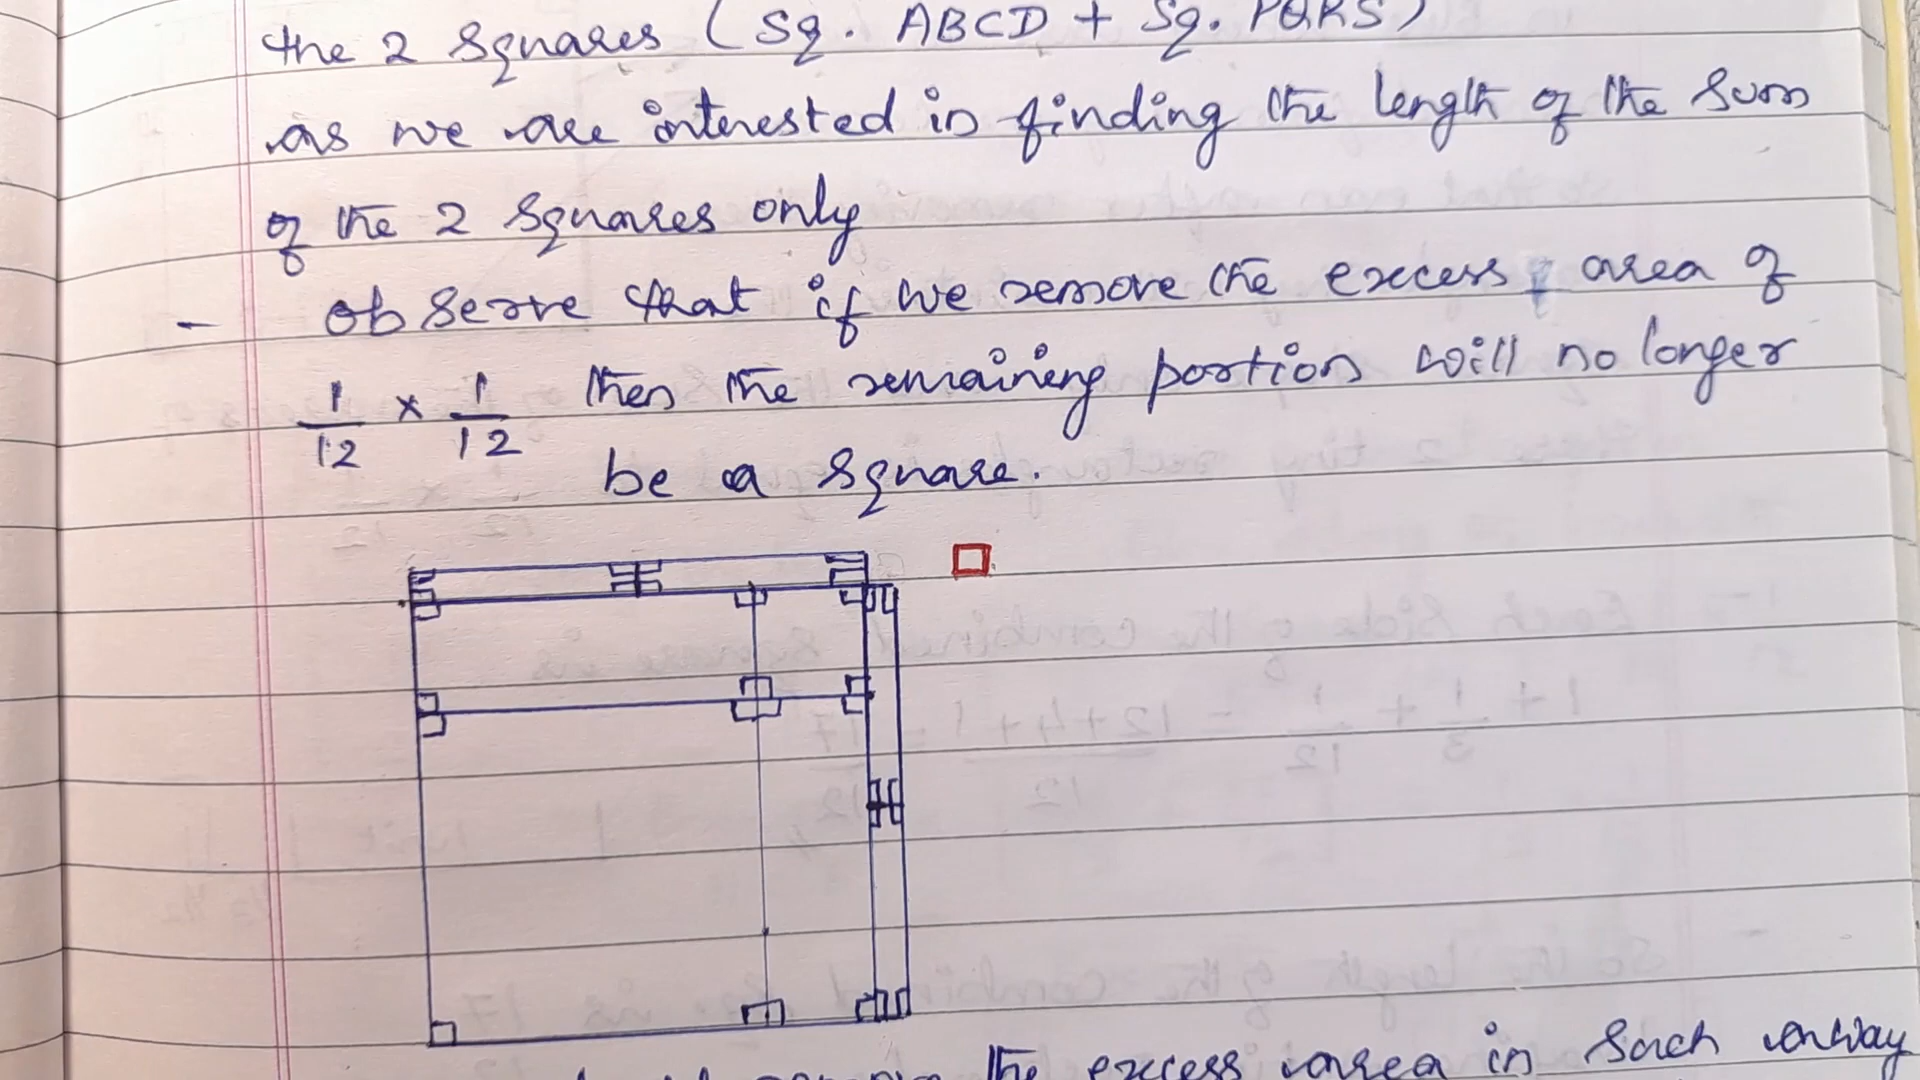 the 2 squares (Sq. ABCD + Sq. PQRS)
as we are interested in finding the length of the sum
of the 2 squares only
- observe that if we remove the excess area of
1/12 × 1/12 then the remaining portion will no longer
be a square.
the excess area in such a way